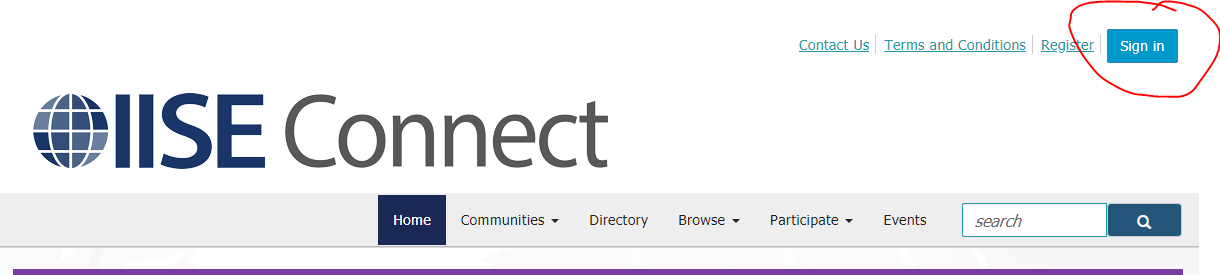 Contact Us Terms and Conditions Register Sign in
IISE Connect
Home Communities Directory Browse Participate Events search